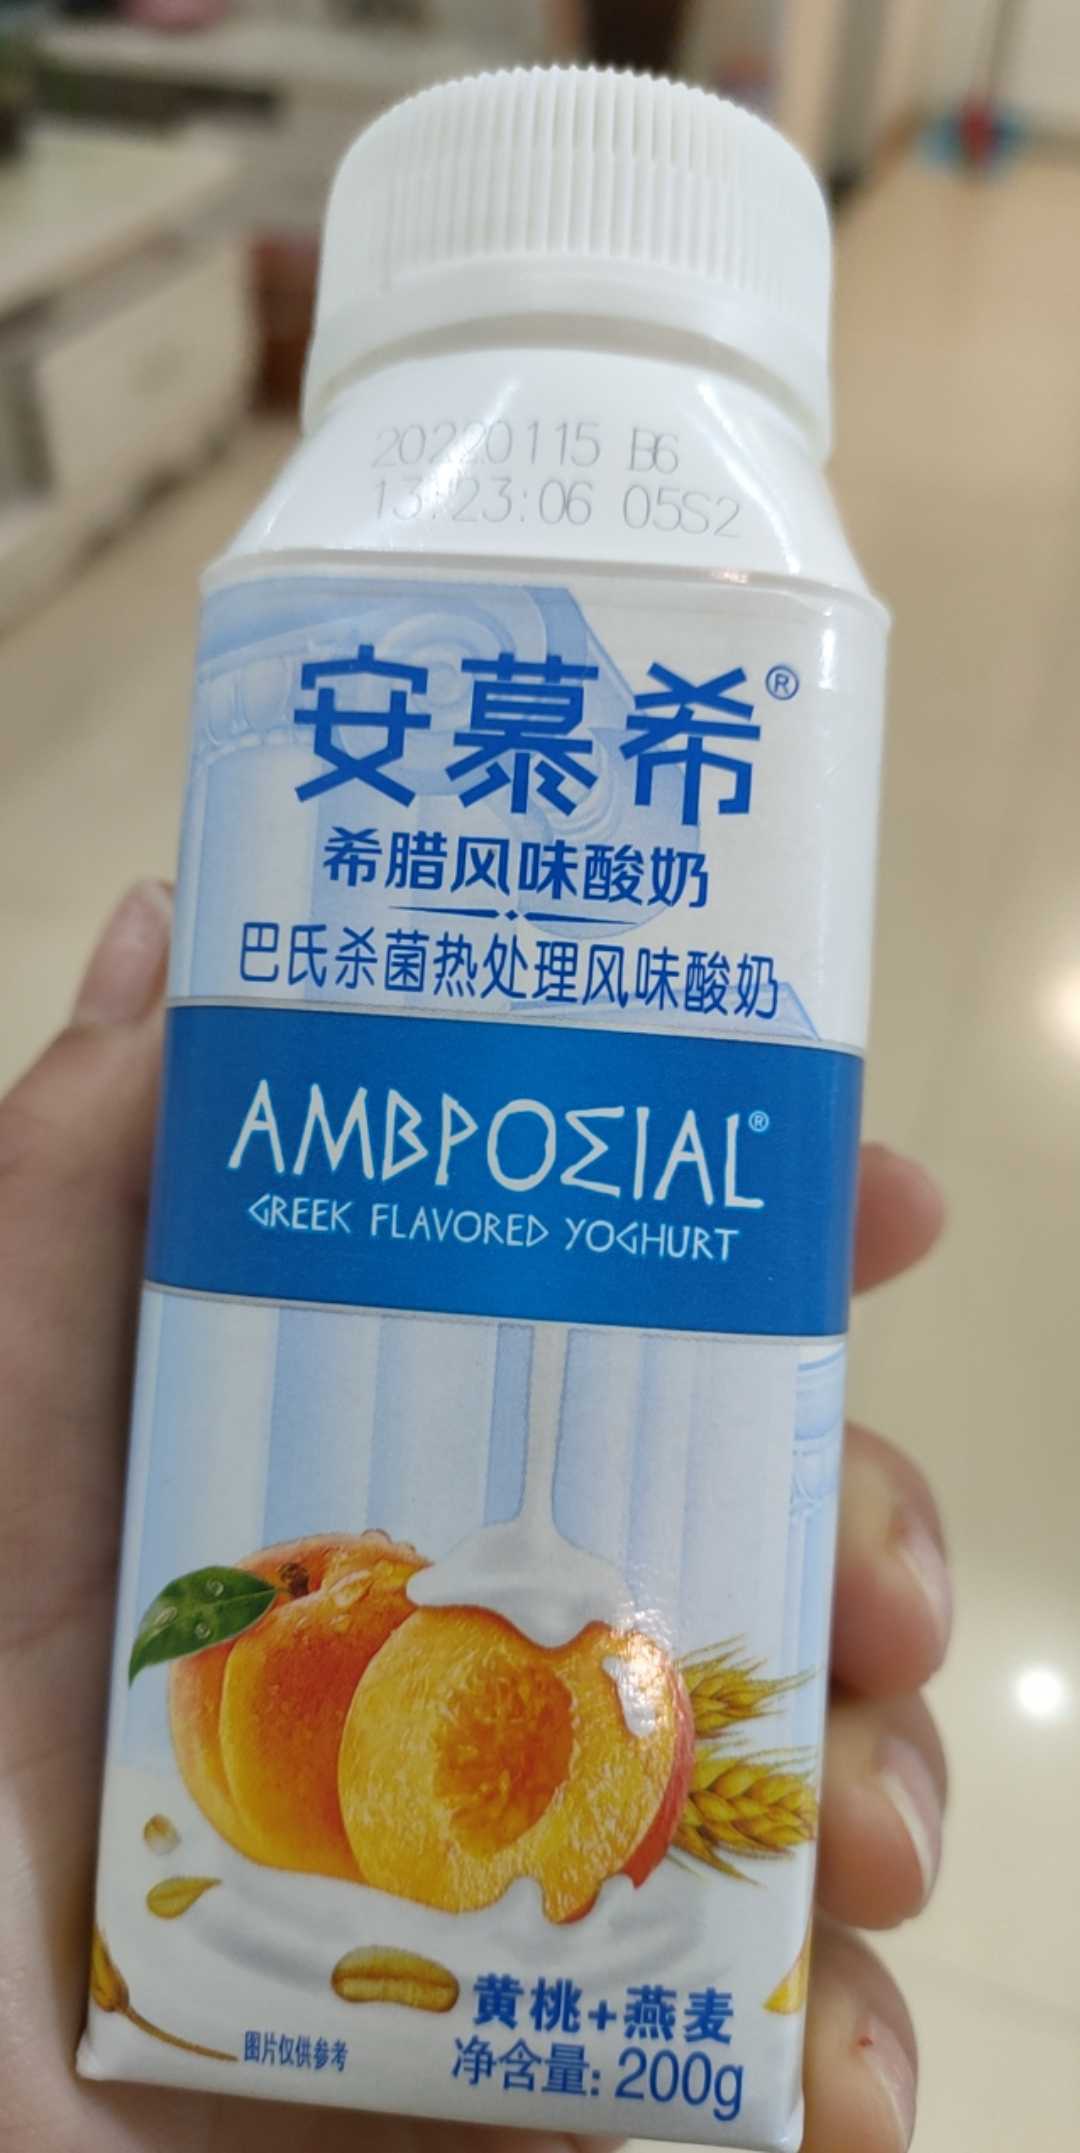 20220115 B6
13:23:06 05S2
安慕希®
希腊风味酸奶
巴氏杀菌热处理风味酸奶
AMBPOΣIAL®
GREEK FLAVORED YOGHURT
黄桃+燕麦
图片仅供参考
净含量: 200g